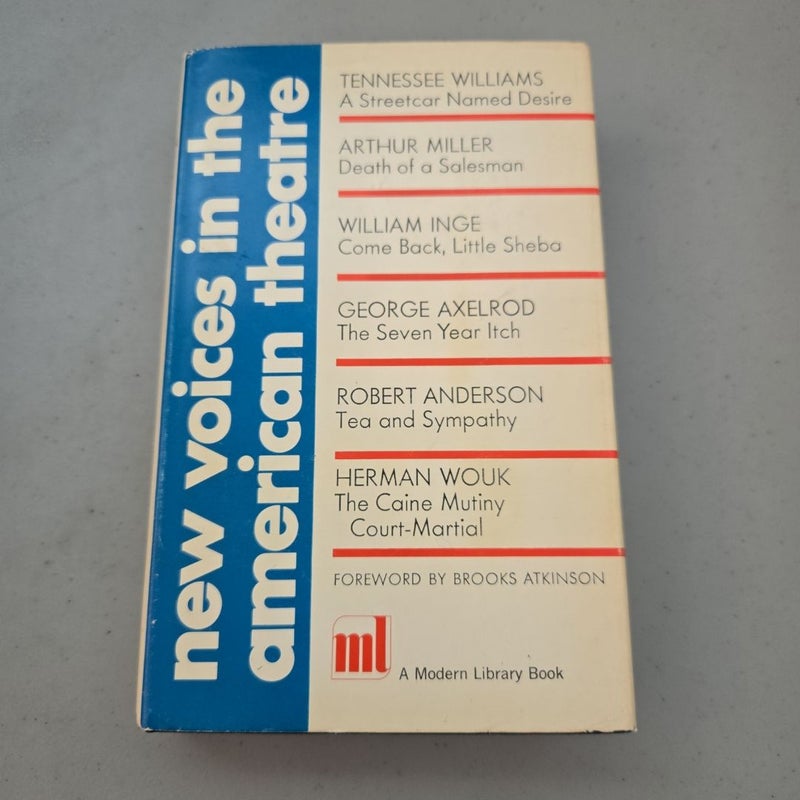 new voices in the
american theatre
TENNESSEE WILLIAMS
A Streetcar Named Desire
ARTHUR MILLER
Death of a Salesman
WILLIAM INGE
Come Back, Little Sheba
GEORGE AXELROD
The Seven Year Itch
ROBERT ANDERSON
Tea and Sympathy
HERMAN WOUK
The Caine Mutiny
Court-Martial
FOREWORD BY BROOKS ATKINSON
ml
A Modern Library Book